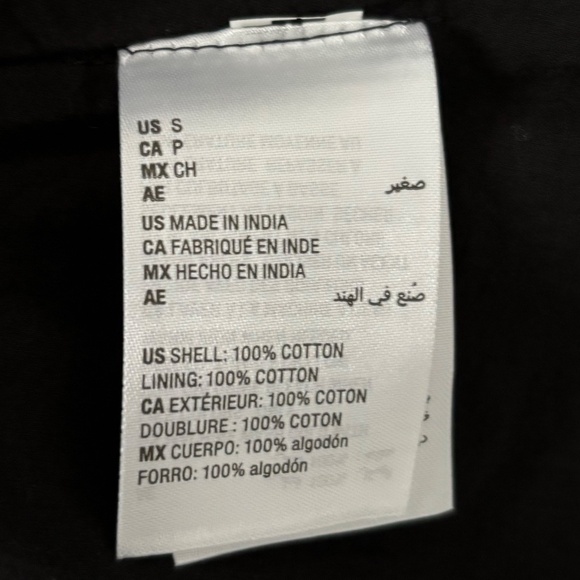 US S
CA P
MX CH
AE صغير
US MADE IN INDIA
CA FABRIQUÉ EN INDE
MX HECHO EN INDIA
AE صُنع في الهند
US SHELL: 100% COTTON
LINING: 100% COTTON
CA EXTÉRIEUR: 100% COTON
DOUBLURE : 100% COTON
MX CUERPO: 100% algodón
FORRO: 100% algodón